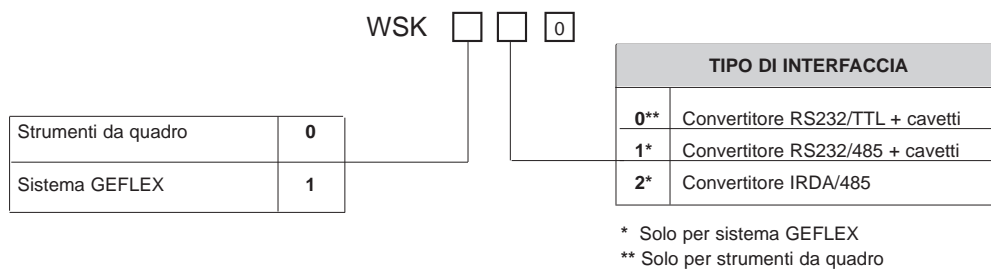 WSK 0
TIPO DI INTERFACCIA
Strumenti da quadro 0
Sistema GEFLEX 1
0** Convertitore RS232/TTL + cavetti
1* Convertitore RS232/485 + cavetti
2* Convertitore IRDA/485
* Solo per sistema GEFLEX
** Solo per strumenti da quadro